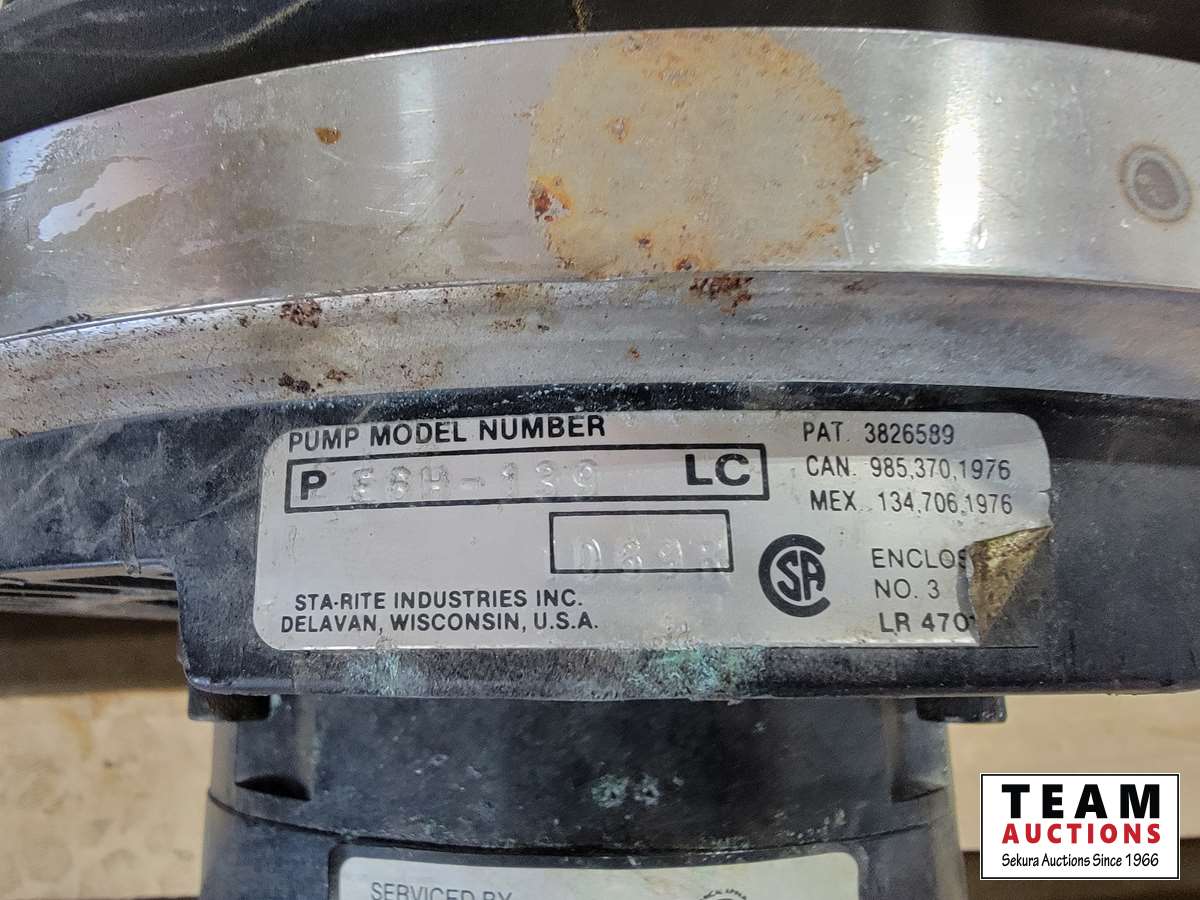 PUMP MODEL NUMBER
P LC
STA-RITE INDUSTRIES INC.
DELAVAN, WISCONSIN, U.S.A.
PAT. 3826589
CAN. 985,370,1976
MEX. 134,706,1976
SA
NO. 3
SERVICED BY
TEAM
AUCTIONS
Sekura Auctions Since 1966